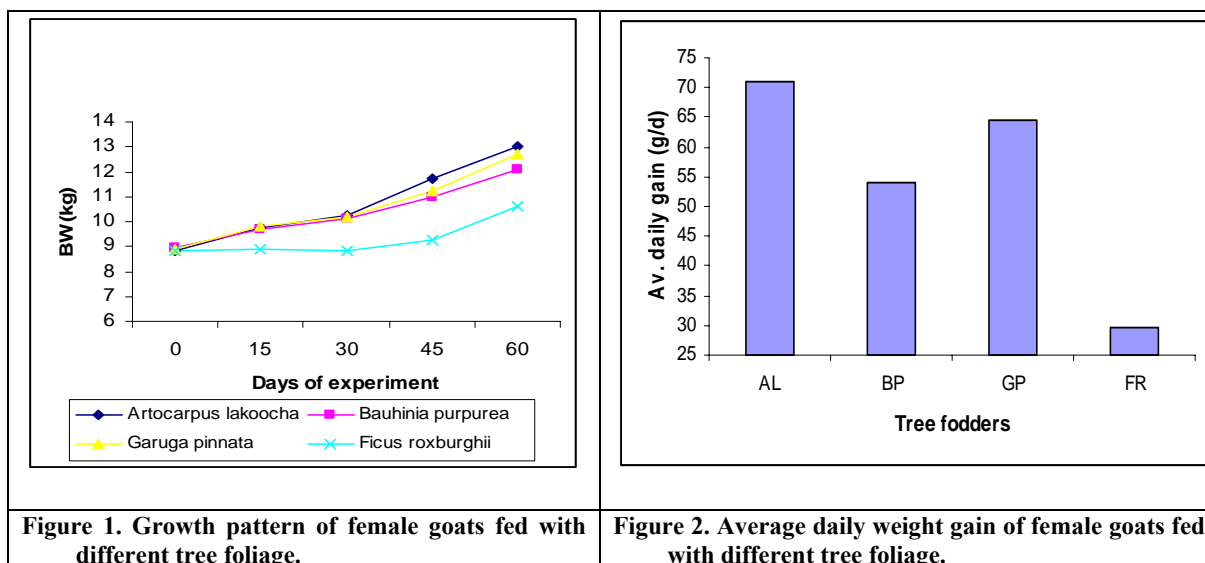 14
13
12
11
10
9
8
7
6
BW(kg)
0 15 30 45 60
Days of experiment
Artocarpus lakoocha Bauhinia purpurea
Garuga pinnata Ficus roxburghii
75
70
65
60
55
50
45
40
35
30
25
Av. daily gain (g/d)
AL BP GP FR
Tree fodders
Figure 1. Growth pattern of female goats fed with
different tree foliage.
Figure 2. Average daily weight gain of female goats fed
with different tree foliage.